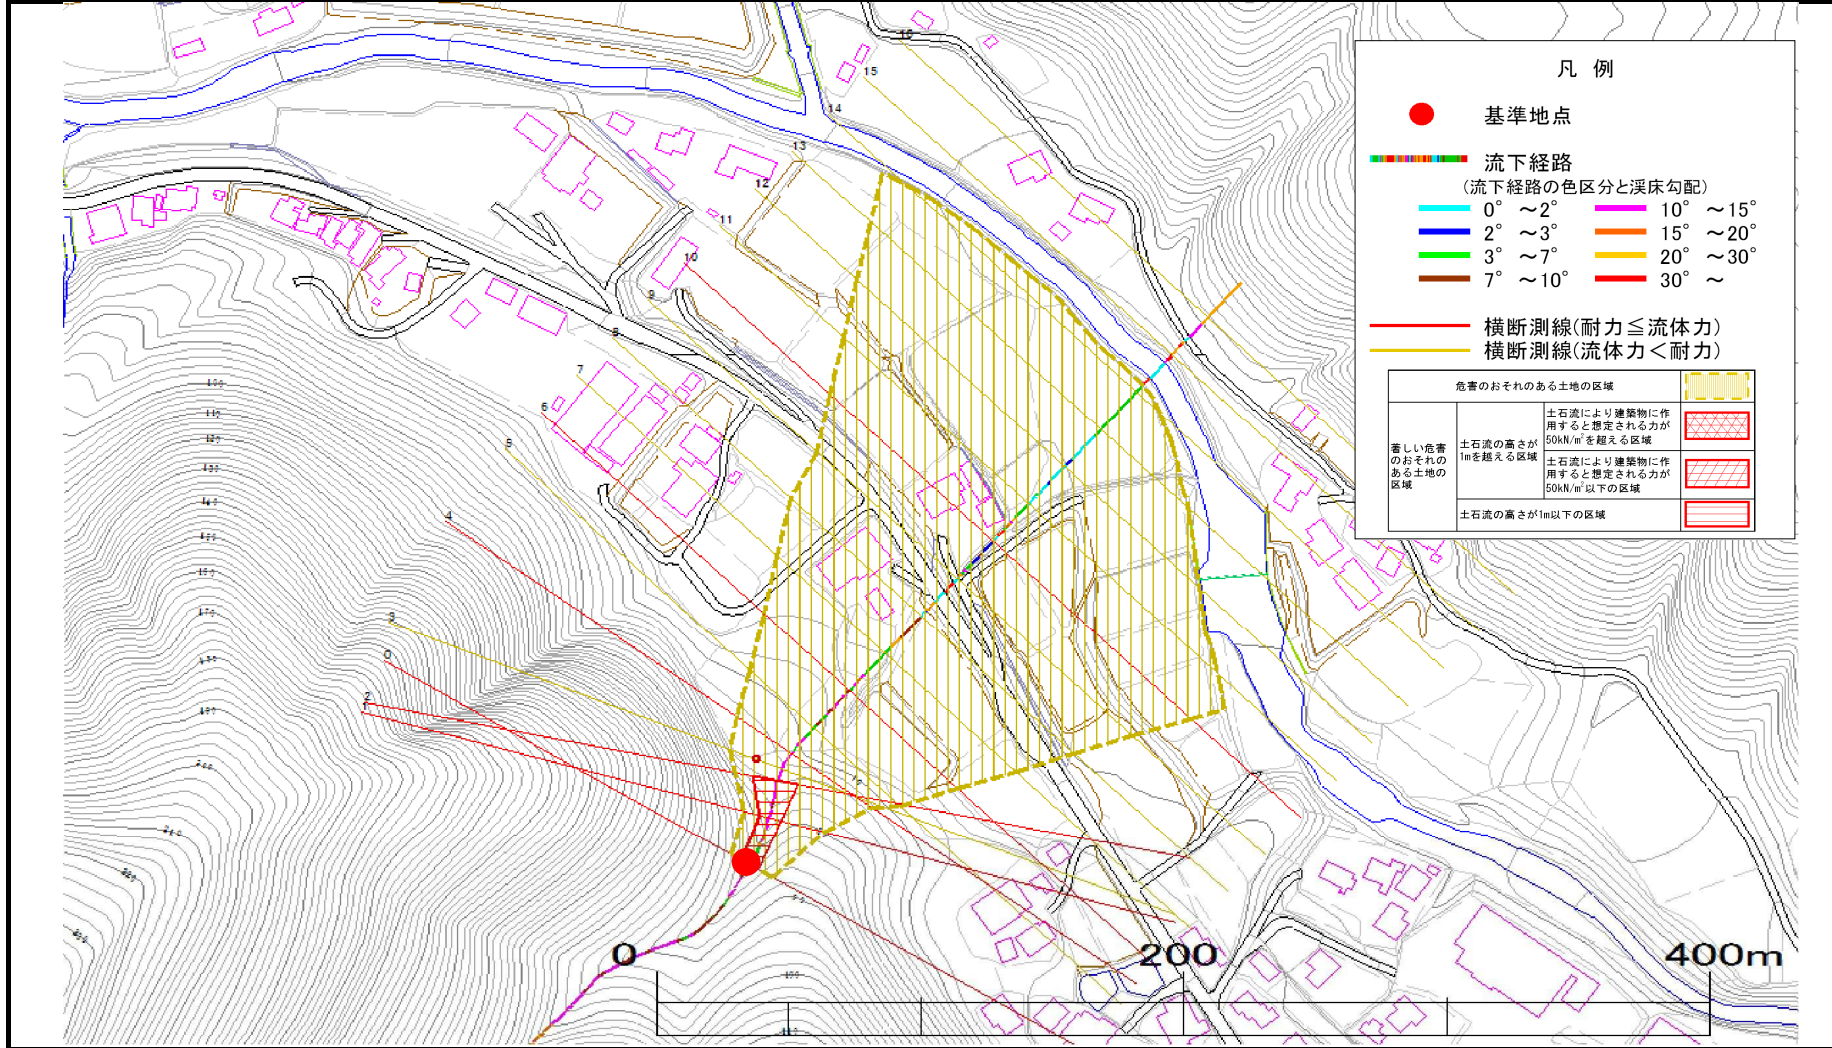 凡 例
基準地点
流下経路
(流下経路の色区分と渓床勾配)
0° ～2°
10° ～15°
2° ～3°
15° ～20°
3° ～7°
20° ～30°
7° ～10°
30° ～
横断測線(耐力≦流体力)
横断測線(流体力<耐力)
危害のおそれのある土地の区域
著しい危害
のおそれの
ある土地の
区域
土石流の高さが
1mを越える区域
土石流により建築物に作
用すると想定される力が
50kN/㎡を超える区域
土石流により建築物に作
用すると想定される力が
50kN/㎡以下の区域
土石流の高さが1m以下の区域
16
15
14
13
12
11
10
9
8
7
6
5
4
3
0
2
1
0
200
400m